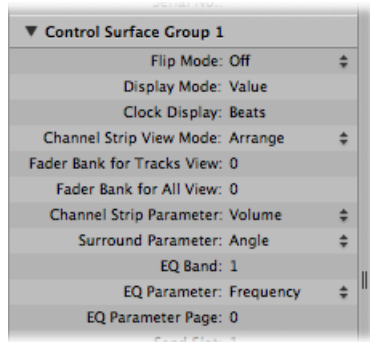 Control Surface Group 1
Flip Mode: Off
Display Mode: Value
Clock Display: Beats
Channel Strip View Mode: Arrange
Fader Bank for Tracks View: 0
Fader Bank for All View: 0
Channel Strip Parameter: Volume
Surround Parameter: Angle
EQ Band: 1
EQ Parameter: Frequency
EQ Parameter Page: 0